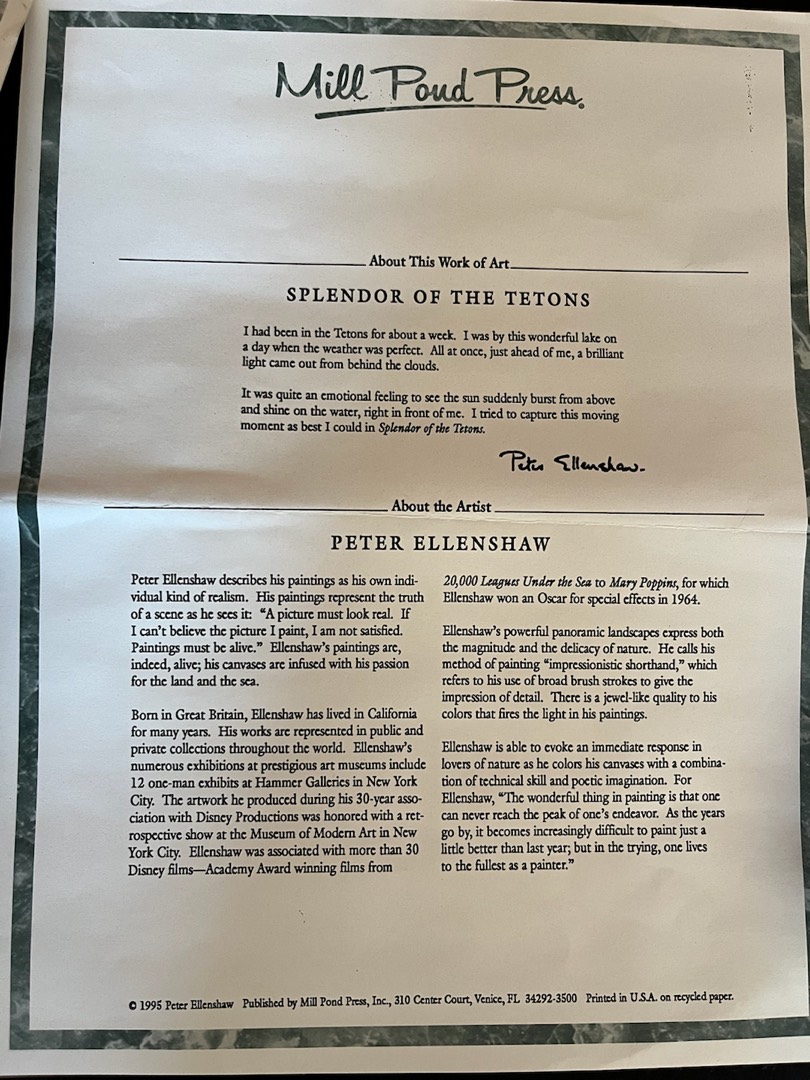 Mill Pond Press.
About This Work of Art
SPLENDOR OF THE TETONS
I had been in the Tetons for about a week. I was by this wonderful lake on
a day when the weather was perfect. All at once, just ahead of me, a brilliant
light came out from behind the clouds.
It was quite an emotional feeling to see the sun suddenly burst from above
and shine on the water, right in front of me. I tried to capture this moving
moment as best I could in Splendor of the Tetons.
Peter Ellenshaw.
About the Artist
PETER ELLENSHAW
Peter Ellenshaw describes his paintings as his own indi-
vidual kind of realism. His paintings represent the truth
of a scene as he sees it: “A picture must look real. If
I can’t believe the picture I paint, I am not satisfied.
Paintings must be alive.” Ellenshaw’s paintings are,
indeed, alive; his canvases are infused with his passion
for the land and the sea.
Born in Great Britain, Ellenshaw has lived in California
for many years. His works are represented in public and
private collections throughout the world. Ellenshaw’s
numerous exhibitions at prestigious art museums include
12 one-man exhibits at Hammer Galleries in New York
City. The artwork he produced during his 30-year asso-
ciation with Disney Productions was honored with a ret-
rospective show at the Museum of Modern Art in New
York City. Ellenshaw was associated with more than 30
Disney films—Academy Award winning films from
20,000 Leagues Under the Sea to Mary Poppins, for which
Ellenshaw won an Oscar for special effects in 1964.
Ellenshaw’s powerful panoramic landscapes express both
the magnitude and the delicacy of nature. He calls his
method of painting “impressionistic shorthand,” which
refers to his use of broad brush strokes to give the
impression of detail. There is a jewel-like quality to his
colors that fires the light in his paintings.
Ellenshaw is able to evoke an immediate response in
lovers of nature as he colors his canvases with a combina-
tion of technical skill and poetic imagination. For
Ellenshaw, “The wonderful thing in painting is that one
can never reach the peak of one’s endeavor. As the years
go by, it becomes increasingly difficult to paint just a
little better than last year; but in the trying, one lives
to the fullest as a painter.”
© 1995 Peter Ellenshaw Published by Mill Pond Press, Inc., 310 Center Court, Venice, FL 34292-3500 Printed in U.S.A. on recycled paper.